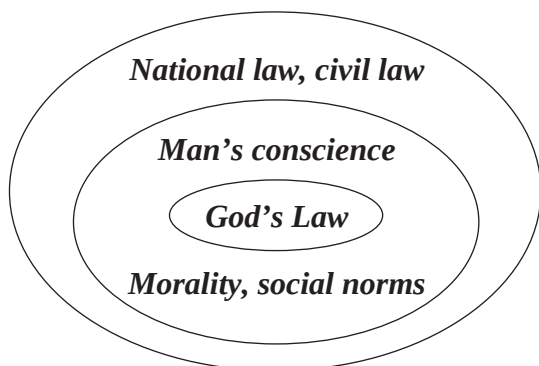 National law, civil law
Man’s conscience
God’s Law
Morality, social norms